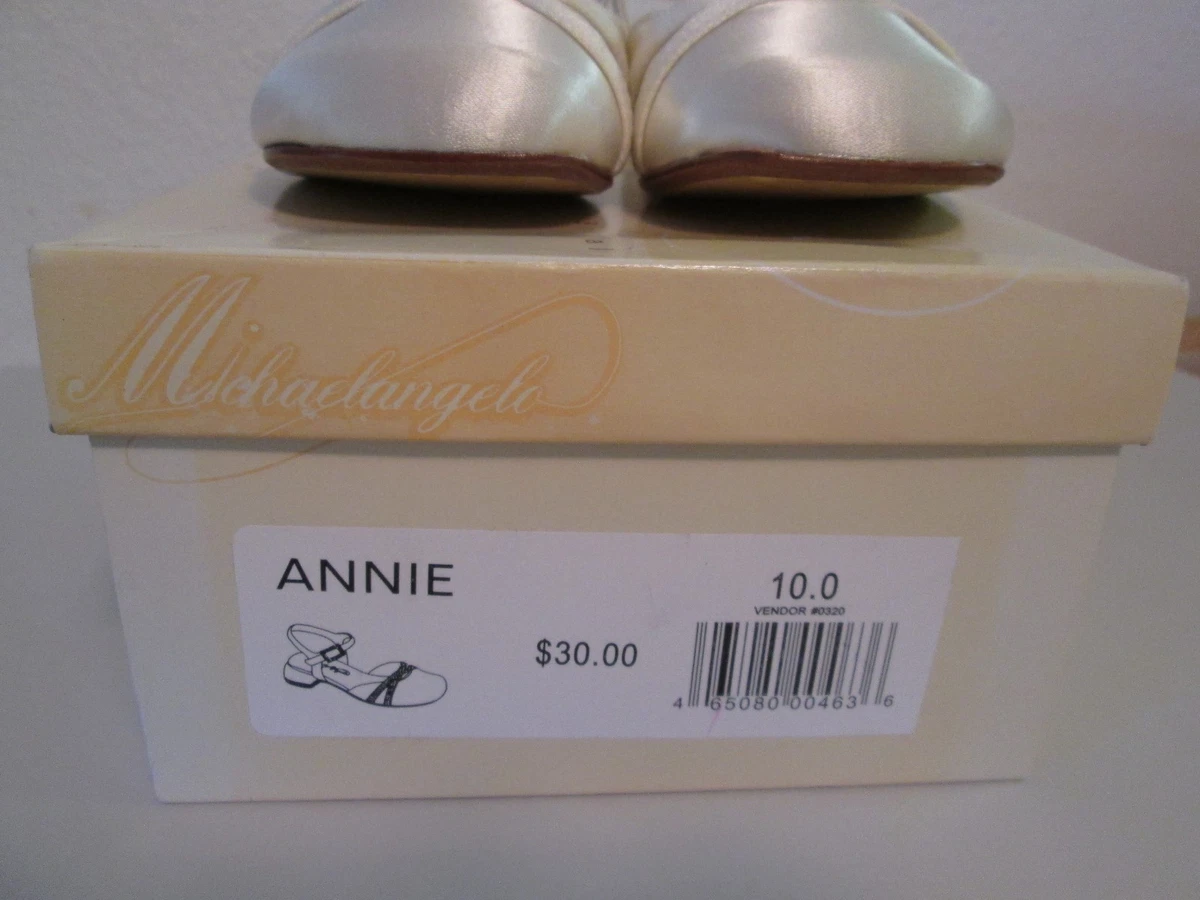 Michaelangelo
ANNIE
10.0
VENDOR #0320
$30.00
4 65080 00463 6